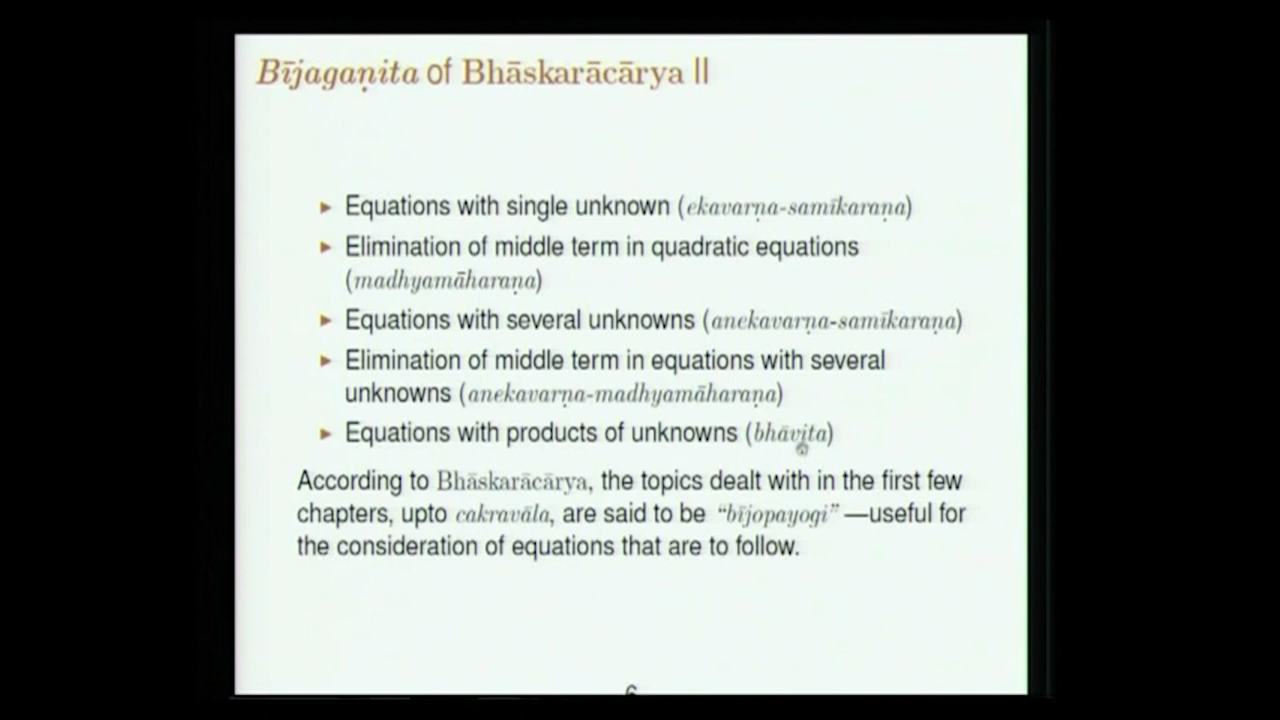 Bījagaṇita of Bhāskarācārya II
▸ Equations with single unknown (ekavarṇa-samīkaraṇa)
▸ Elimination of middle term in quadratic equations
(madhyamāharaṇa)
▸ Equations with several unknowns (anekavarṇa-samīkaraṇa)
▸ Elimination of middle term in equations with several
unknowns (anekavarṇa-madhyamāharaṇa)
▸ Equations with products of unknowns (bhāvita)
According to Bhāskarācārya, the topics dealt with in the first few
chapters, upto cakravāla, are said to be “bījopayogi”—useful for
the consideration of equations that are to follow.
6